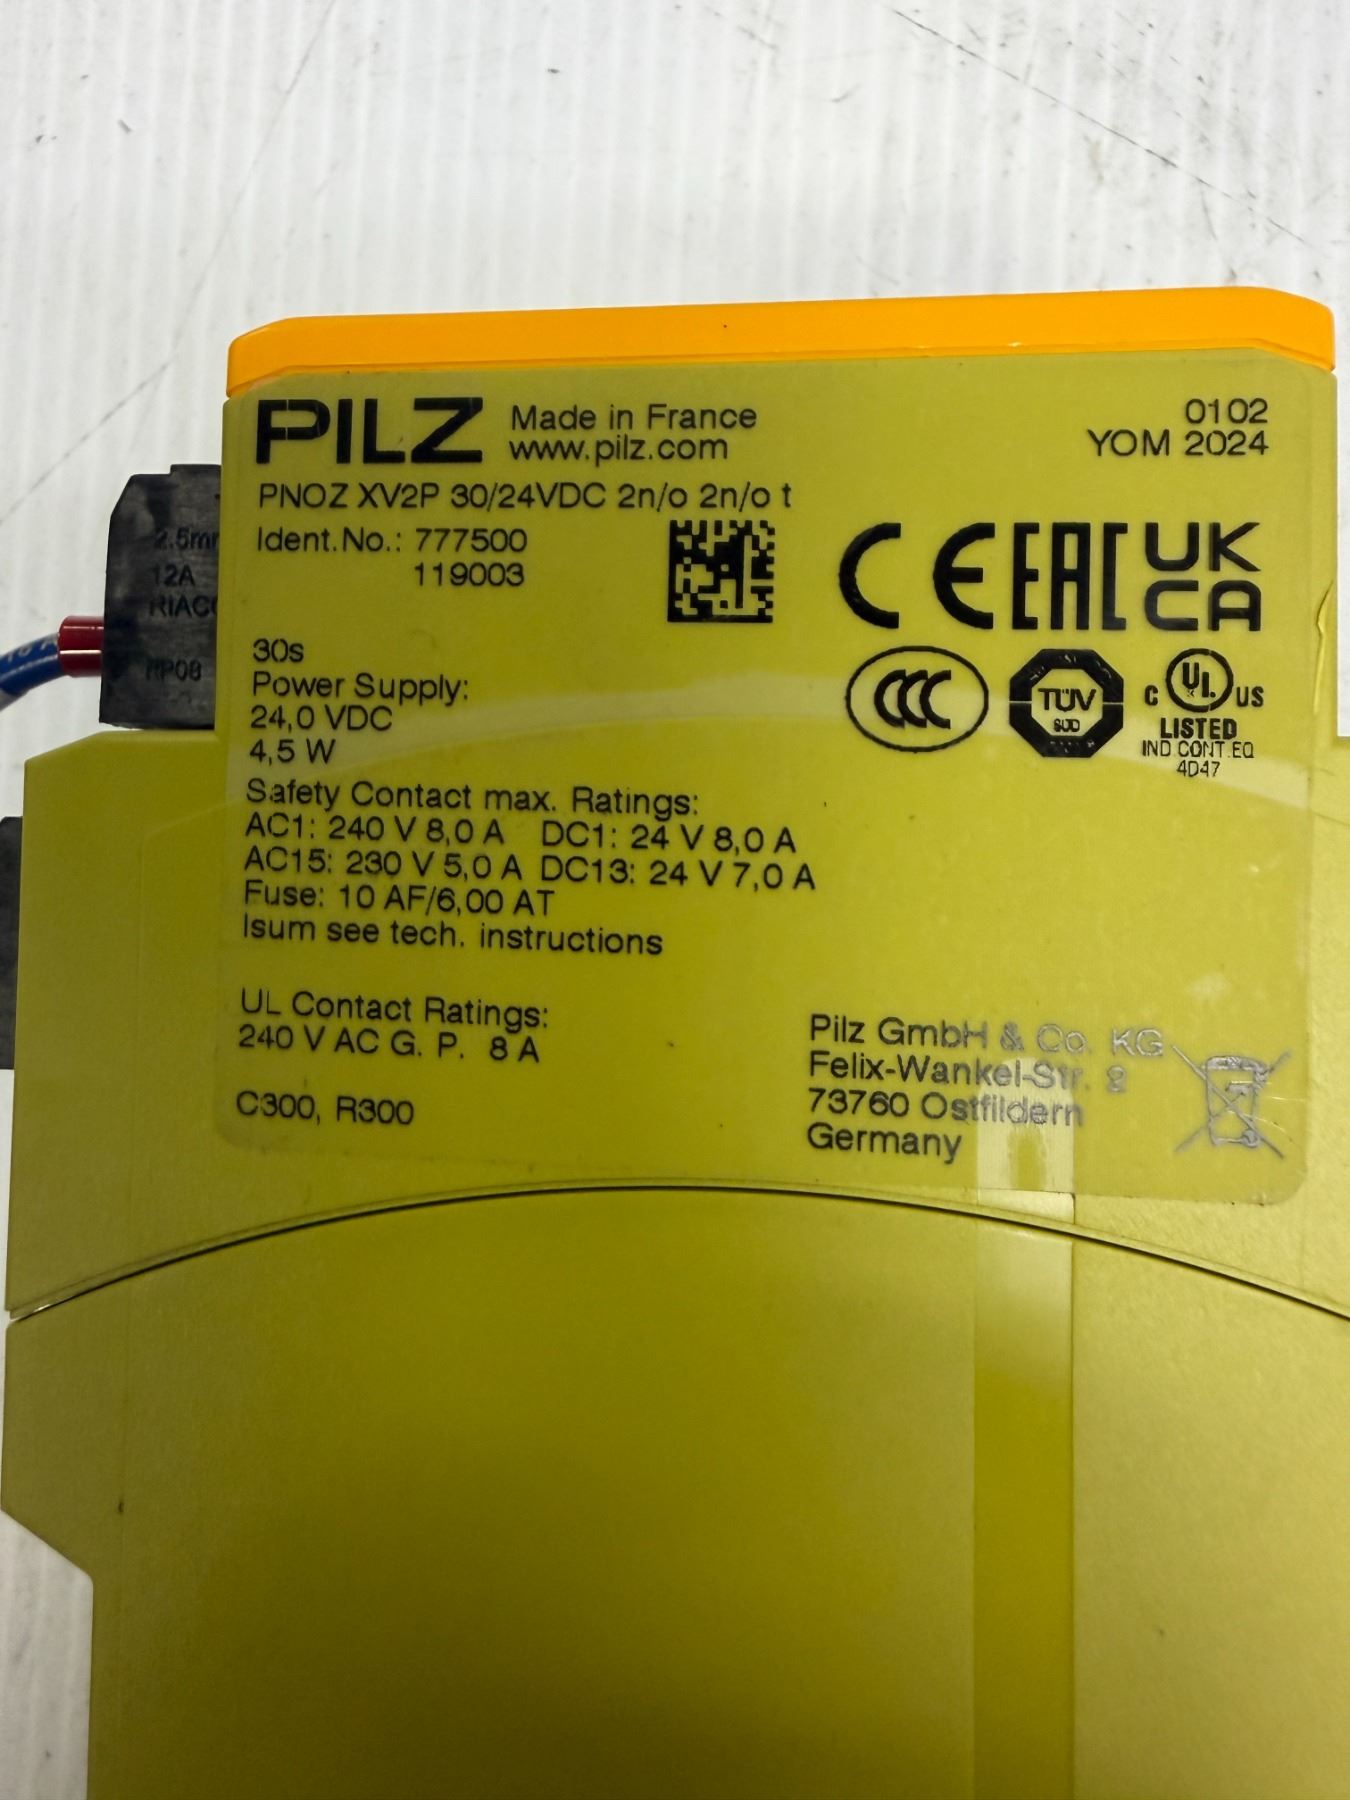 PILZ Made in France
www.pilz.com
0102
YOM 2024
PNOZ XV2P 30/24VDC 2n/o 2n/o t
Ident.No.: 777500
119003
CE EAC UK
CA
30s
Power Supply:
24,0 VDC
4,5 W
CCC
TÜV
SÜD
C UL US
LISTED
IND.CONT.EQ
4D47
Safety Contact max. Ratings:
AC1: 240 V 8,0 A DC1: 24 V 8,0 A
AC15: 230 V 5,0 A DC13: 24 V 7,0 A
Fuse: 10 AF/6,00 AT
Isum see tech. instructions
UL Contact Ratings:
240 V AC G. P. 8 A
C300, R300
Pilz GmbH & Co. KG
Felix-Wankel-Str. 2
73760 Ostfildern
Germany
12A